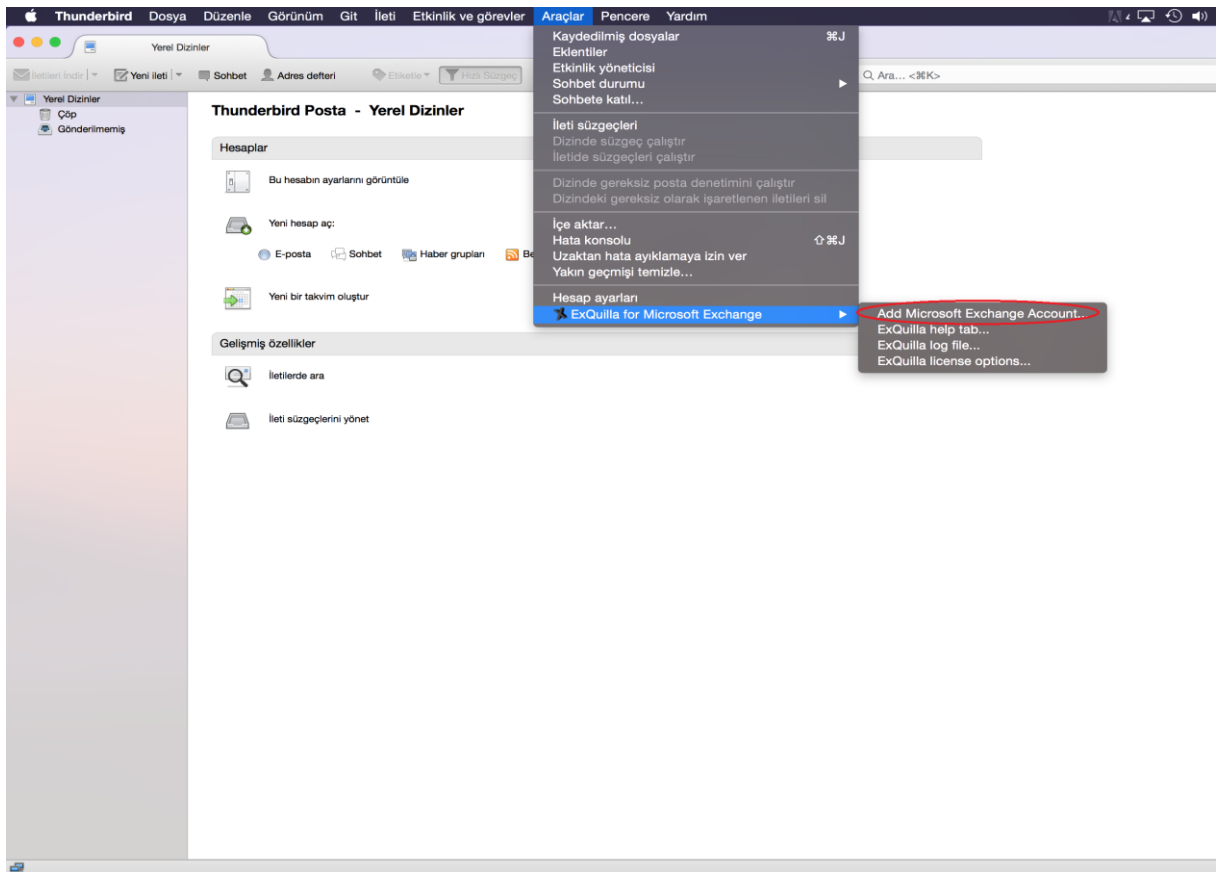 Thunderbird Dosya Düzenle Görünüm Git İleti Etkinlik ve görevler Araçlar Pencere Yardım
Yerel Dizinler
İletileri İndir Yeni ileti Sohbet Adres defteri Etiketle Hızlı Süzgeç
Ara... <⌘K>
Yerel Dizinler
Çöp
Gönderilmemiş
Thunderbird Posta - Yerel Dizinler
Hesaplar
Bu hesabın ayarlarını görüntüle
Yeni hesap aç:
E-posta Sohbet Haber grupları Be
Yeni bir takvim oluştur
Gelişmiş özellikler
İletilerde ara
İleti süzgeçlerini yönet
Kaydedilmiş dosyalar ⌘J
Eklentiler
Etkinlik yöneticisi
Sohbet durumu
Sohbete katıl...
İleti süzgeçleri
Dizinde süzgeç çalıştır
İletide süzgeçleri çalıştır
Dizinde gereksiz posta denetimini çalıştır
Dizindeki gereksiz olarak işaretlenen iletileri sil
İçe aktar...
Hata konsolu ⇧⌘J
Uzaktan hata ayıklamaya izin ver
Yakın geçmişi temizle...
Hesap ayarları
ExQuilla for Microsoft Exchange
Add Microsoft Exchange Account...
ExQuilla help tab...
ExQuilla log file...
ExQuilla license options...